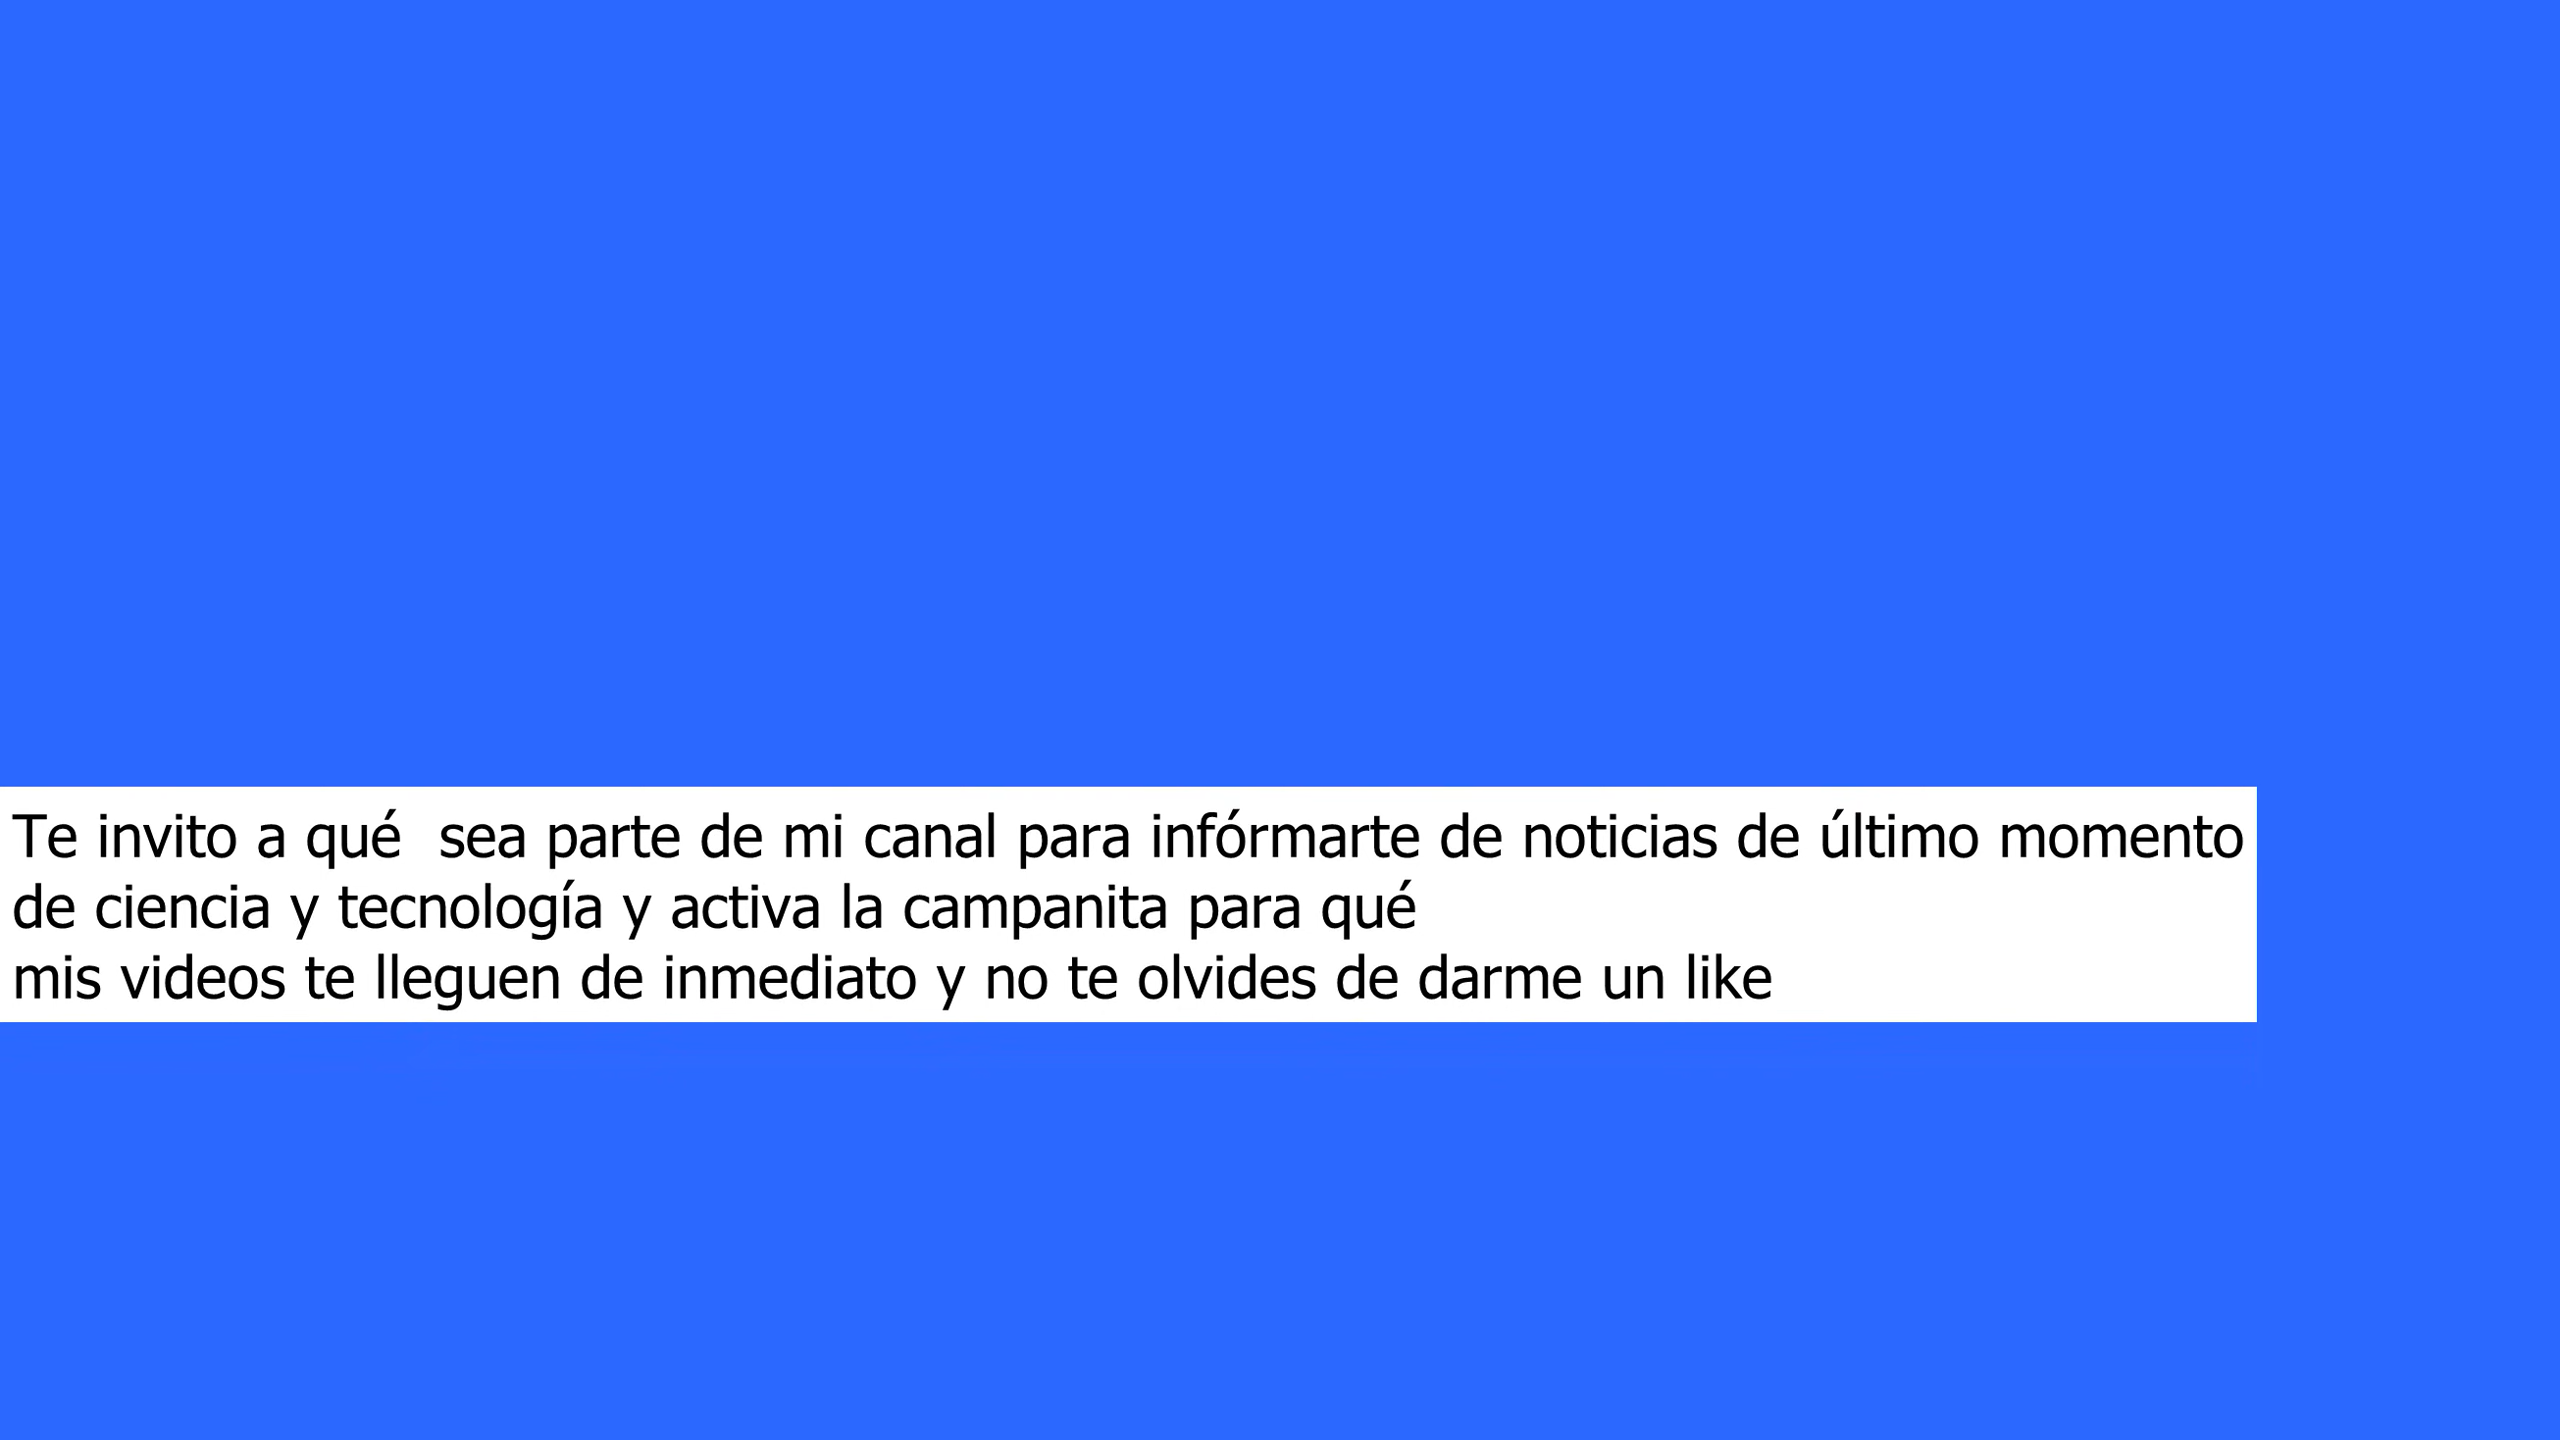 Te invito a qué  sea parte de mi canal para infórmarte de noticias de último momento
de ciencia y tecnología y activa la campanita para qué
mis videos te lleguen de inmediato y no te olvides de darme un like